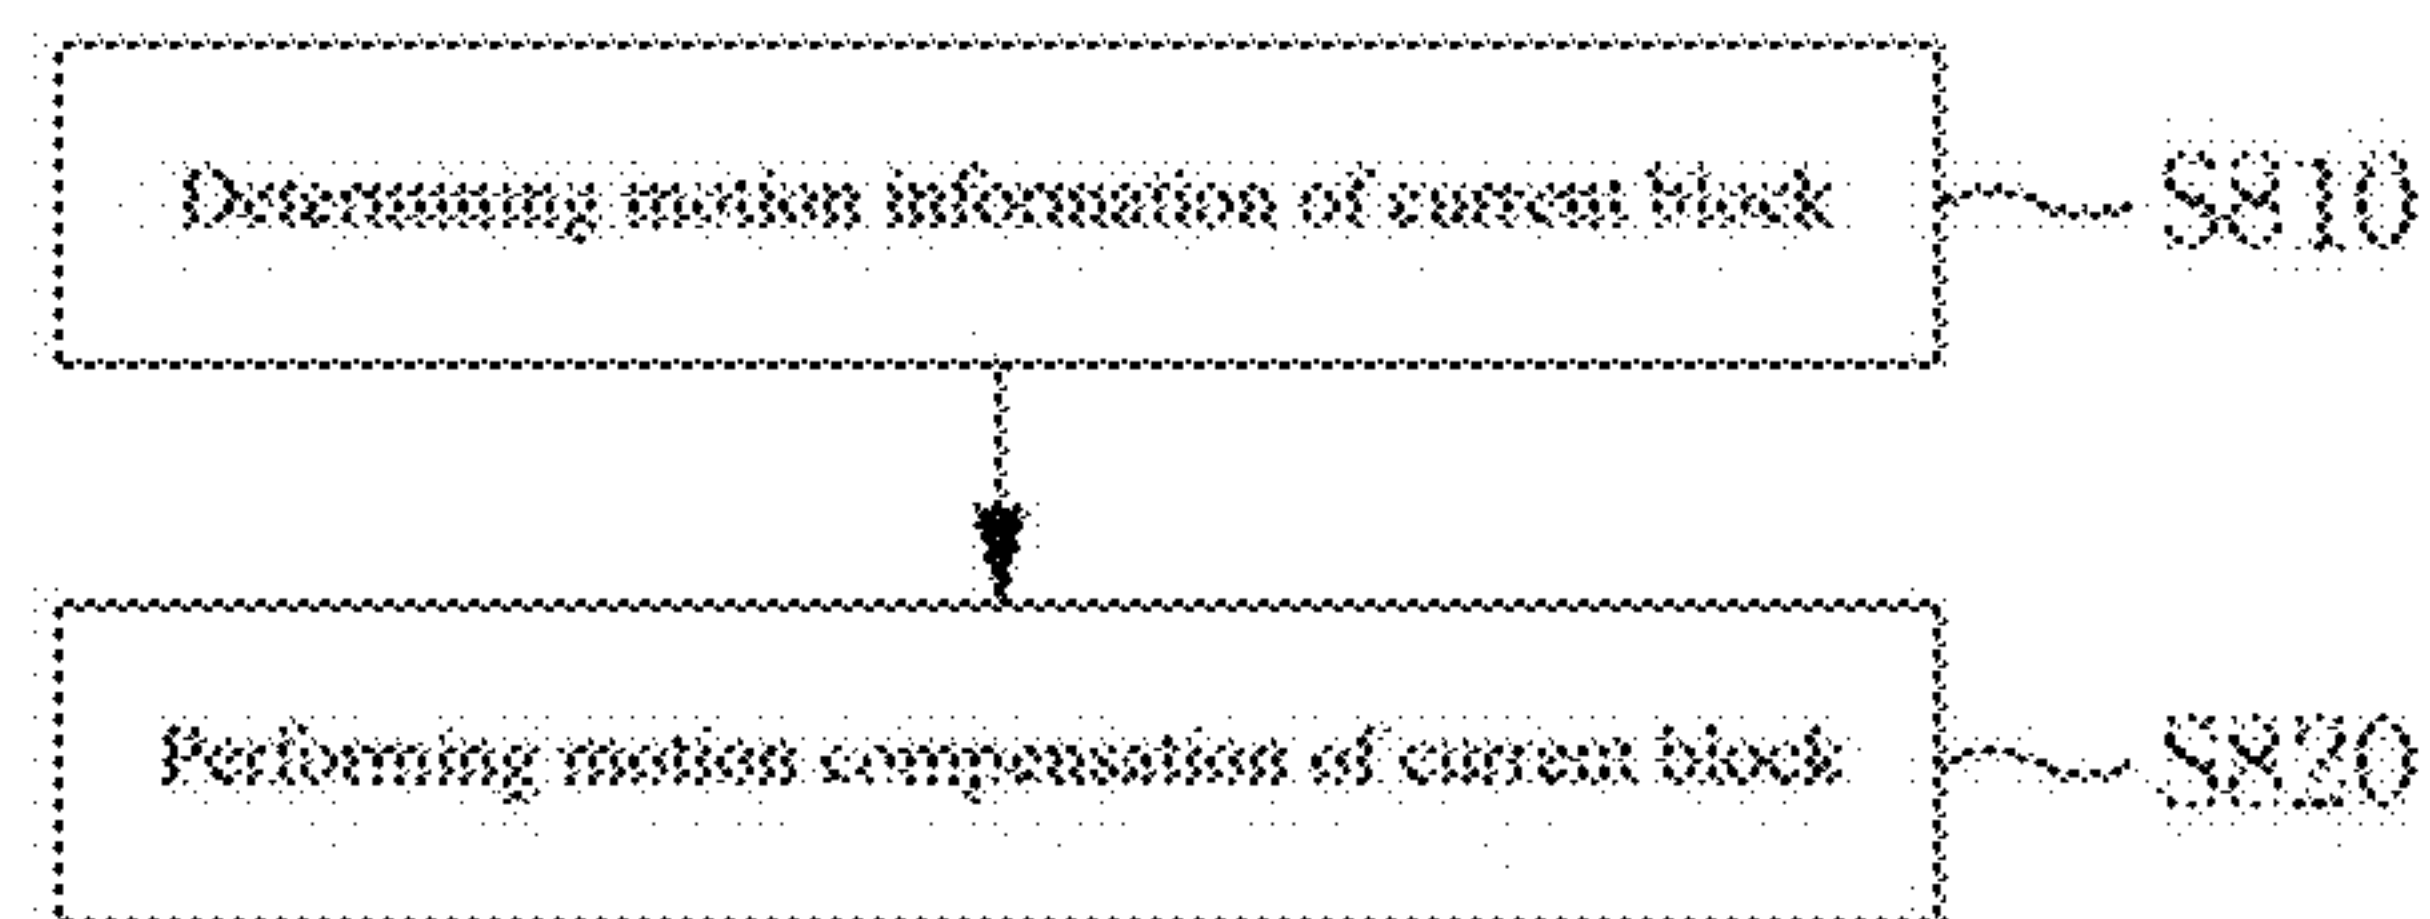 Determining motion information of current block
S810
Performing motion compensation of current block
S820